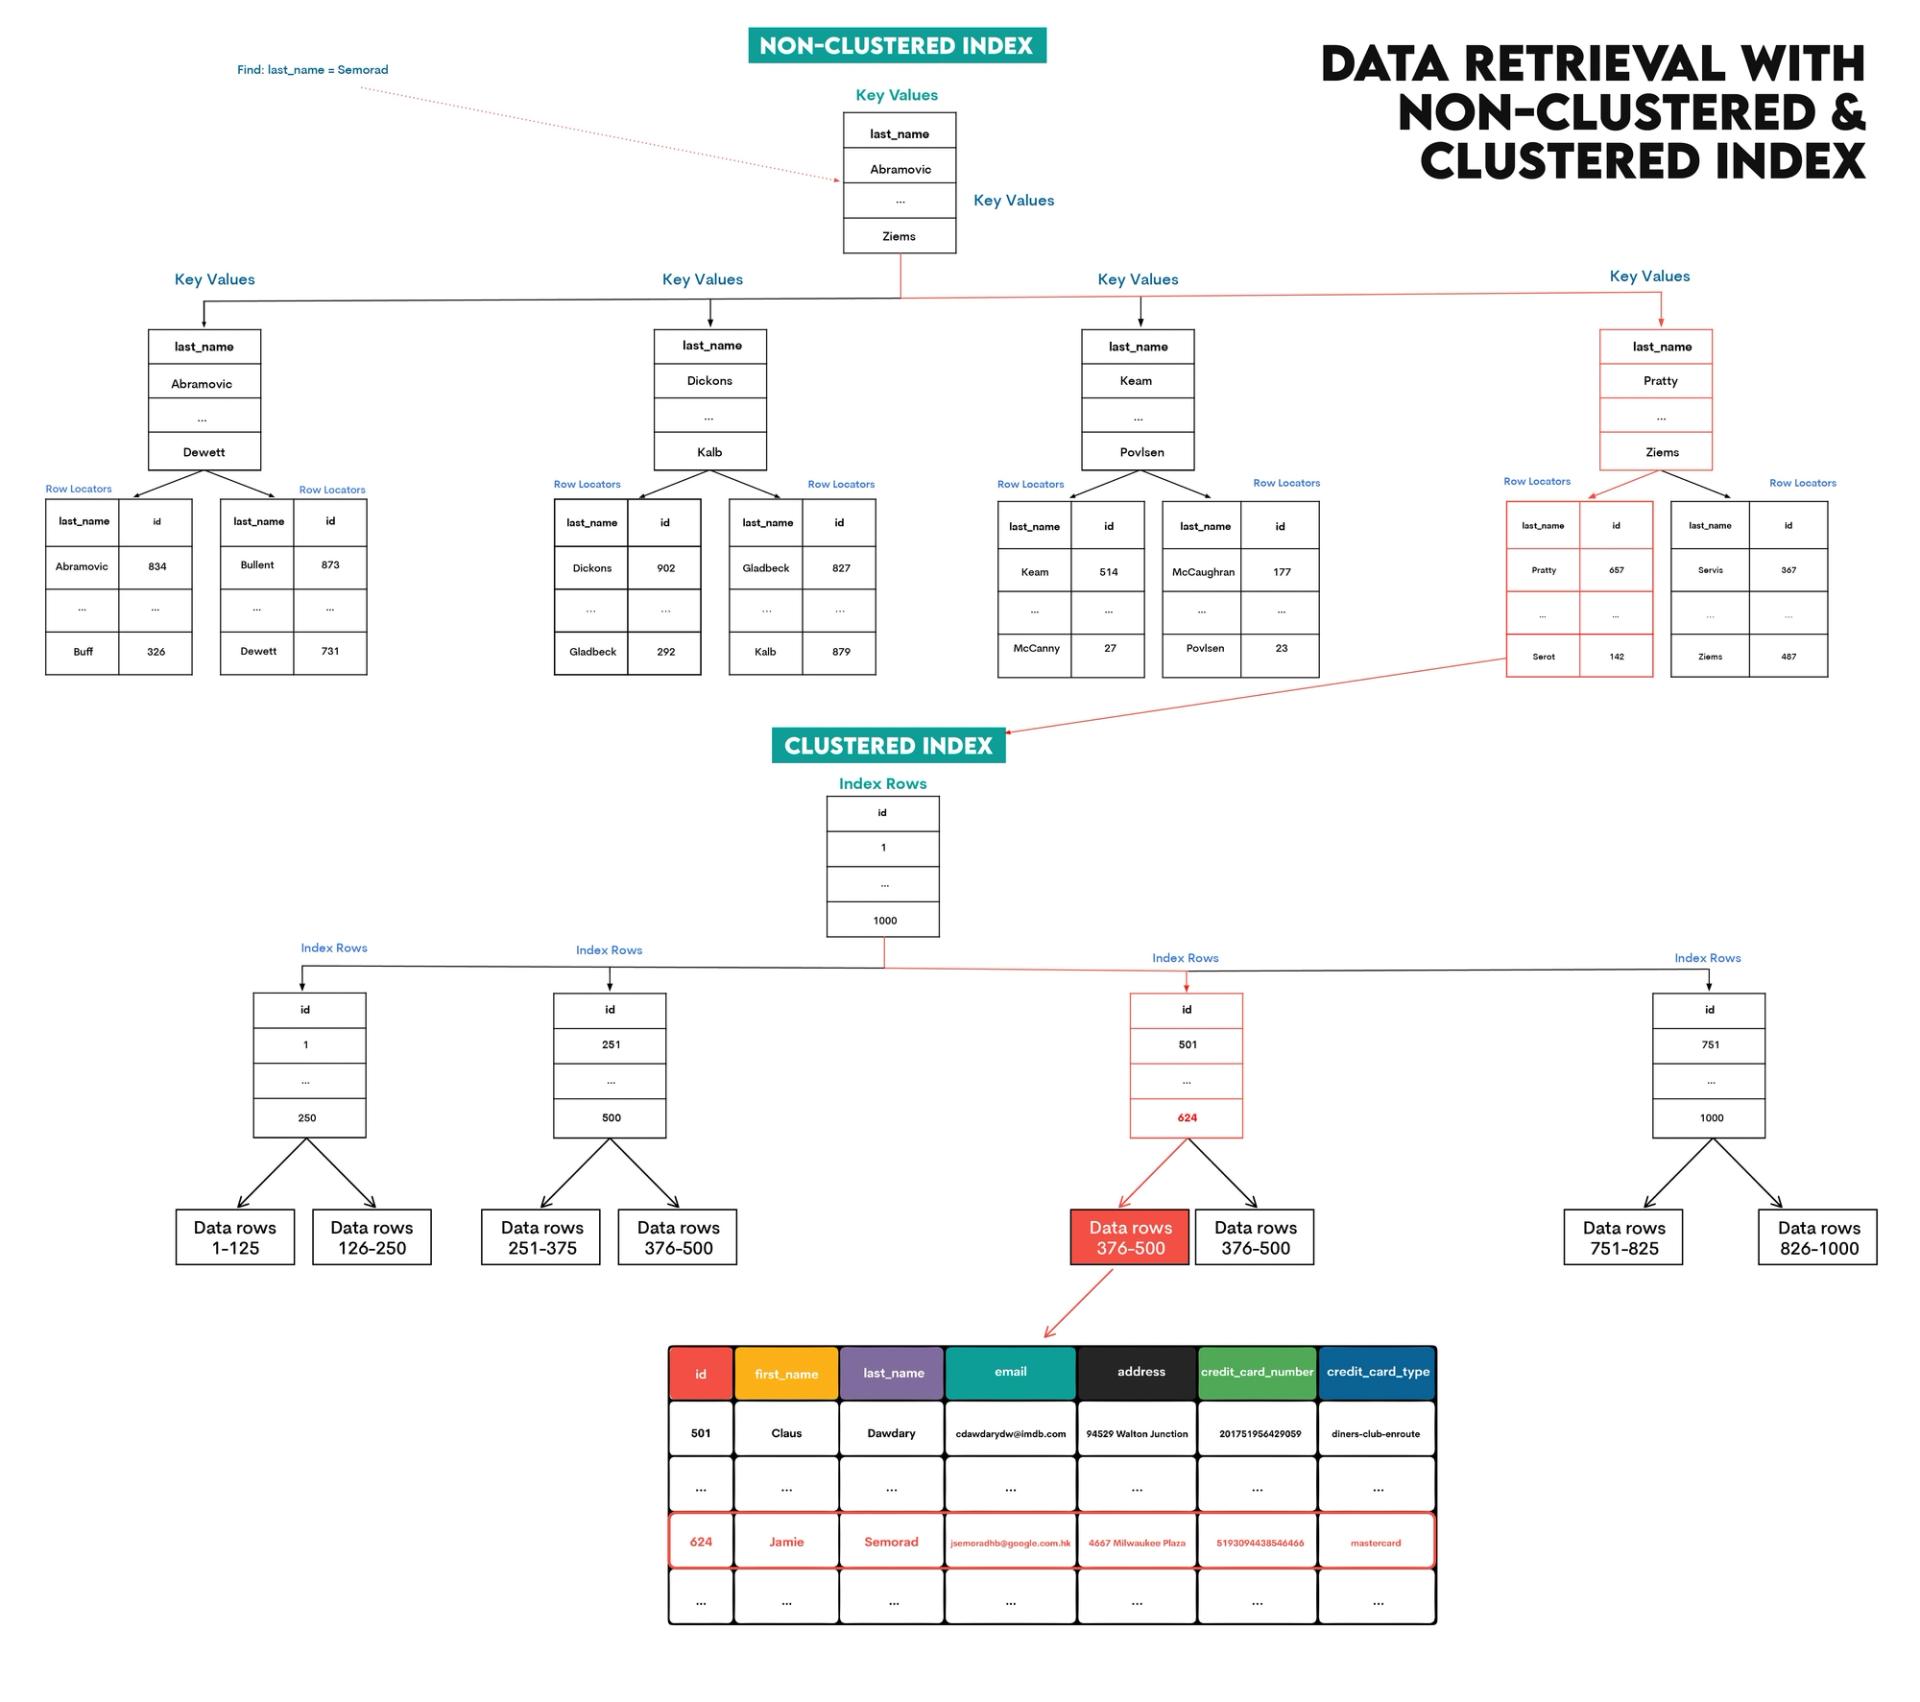 NON-CLUSTERED INDEX
DATA RETRIEVAL WITH
NON-CLUSTERED &
CLUSTERED INDEX
Find: last_name = Semorad
Key Values
last_name
Abramovic
...
Ziems
Key Values
Key Values
Key Values
Key Values
Key Values
last_name
Abramovic
...
Dewett
last_name
Dickons
...
Kalb
last_name
Keam
...
Povlsen
last_name
Pratty
...
Ziems
Row Locators
last_name id
Abramovic 834
... ...
Buff 326
Row Locators
last_name id
Bullent 873
... ...
Dewett 731
Row Locators
last_name id
Dickons 902
... ...
Gladbeck 292
Row Locators
last_name id
Gladbeck 827
... ...
Kalb 879
Row Locators
last_name id
Keam 514
... ...
McCanny 27
Row Locators
last_name id
McCaughran 177
... ...
Povlsen 23
Row Locators
last_name id
Pratty 657
... ...
Serot 142
Row Locators
last_name id
Servis 367
... ...
Ziems 487
CLUSTERED INDEX
Index Rows
id
1
...
1000
Index Rows
id
1
...
250
Index Rows
id
251
...
500
Index Rows
id
501
...
624
Index Rows
id
751
...
1000
Data rows
1-125
Data rows
126-250
Data rows
251-375
Data rows
376-500
Data rows
376-500
Data rows
376-500
Data rows
751-825
Data rows
826-1000
id first_name last_name email address credit_card_number credit_card_type
501 Claus Dawdary cdawdarydw@imdb.com 94529 Walton Junction 201751956429059 diners-club-enroute
... ... ... ... ... ... ...
624 Jamie Semorad jsemoradhb@google.com.hk 4667 Milwaukee Plaza 5193094438546466 mastercard
... ... ... ... ... ... ...